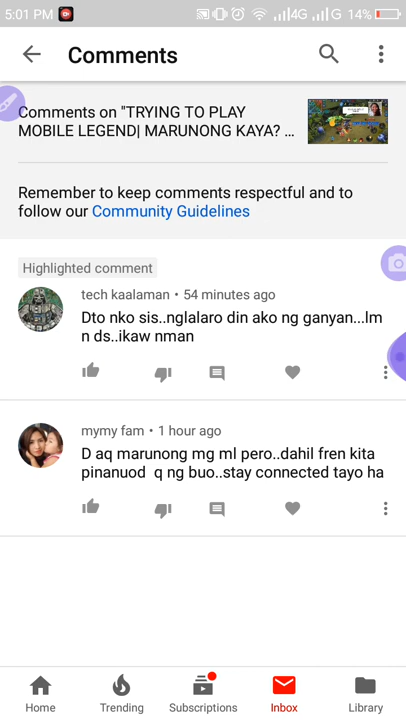 5:01 PM
4G
G
14%
Comments
Comments on "TRYING TO PLAY
MOBILE LEGEND| MARUNONG KAYA? ...
Remember to keep comments respectful and to
follow our Community Guidelines
Highlighted comment
tech kaalaman • 54 minutes ago
Dto nko sis..nglalaro din ako ng ganyan...lm
n ds..ikaw nman
mymy fam • 1 hour ago
D aq marunong mg ml pero..dahil fren kita
pinanuod q ng buo..stay connected tayo ha
Home
Trending
Subscriptions
Inbox
Library